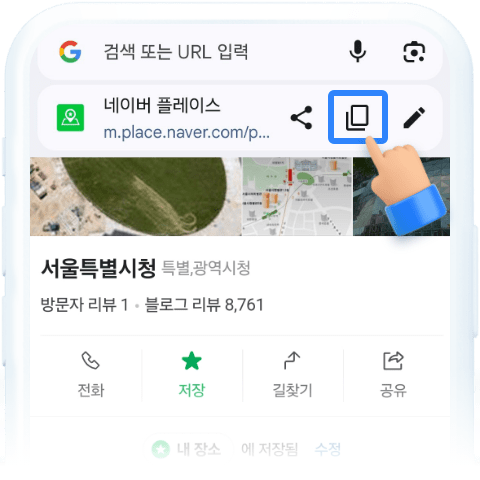 검색 또는 URL 입력
네이버 플레이스
m.place.naver.com/p...
서울특별시청 특별,광역시청
방문자 리뷰 1 • 블로그 리뷰 8,761
전화 저장 길찾기 공유
내 장소 에 저장됨 수정